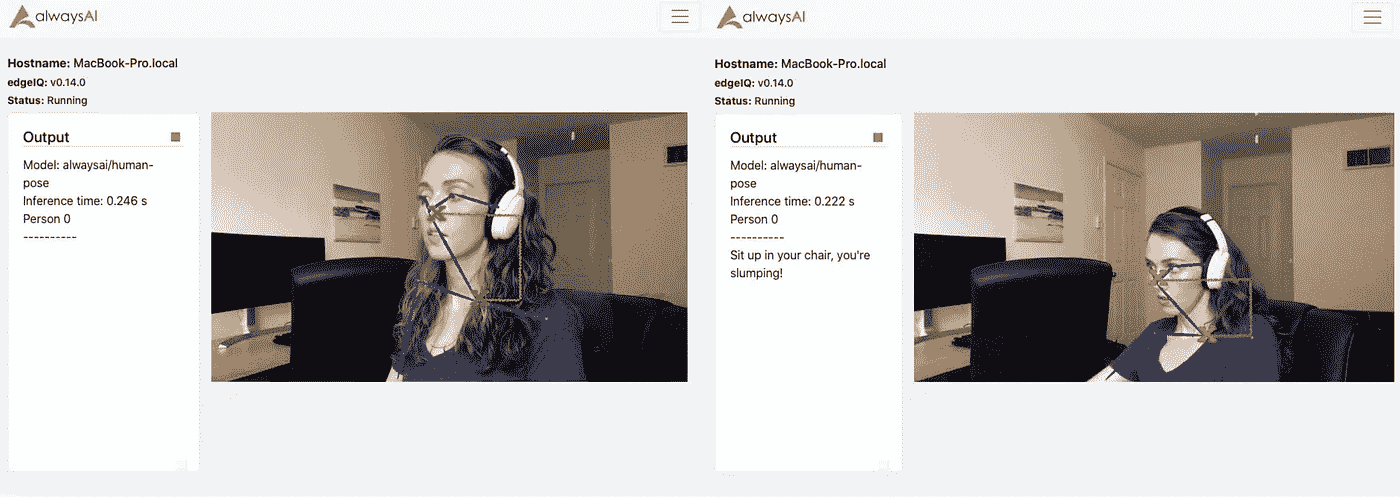 alwaysAI
Hostname: MacBook-Pro.local
edgeIQ: v0.14.0
Status: Running
Output
Model: alwaysai/human-
pose
Inference time: 0.246 s
Person 0
----------
alwaysAI
Hostname: MacBook-Pro.local
edgeIQ: v0.14.0
Status: Running
Output
Model: alwaysai/human-
pose
Inference time: 0.222 s
Person 0
----------
Sit up in your chair, you're
slumping!